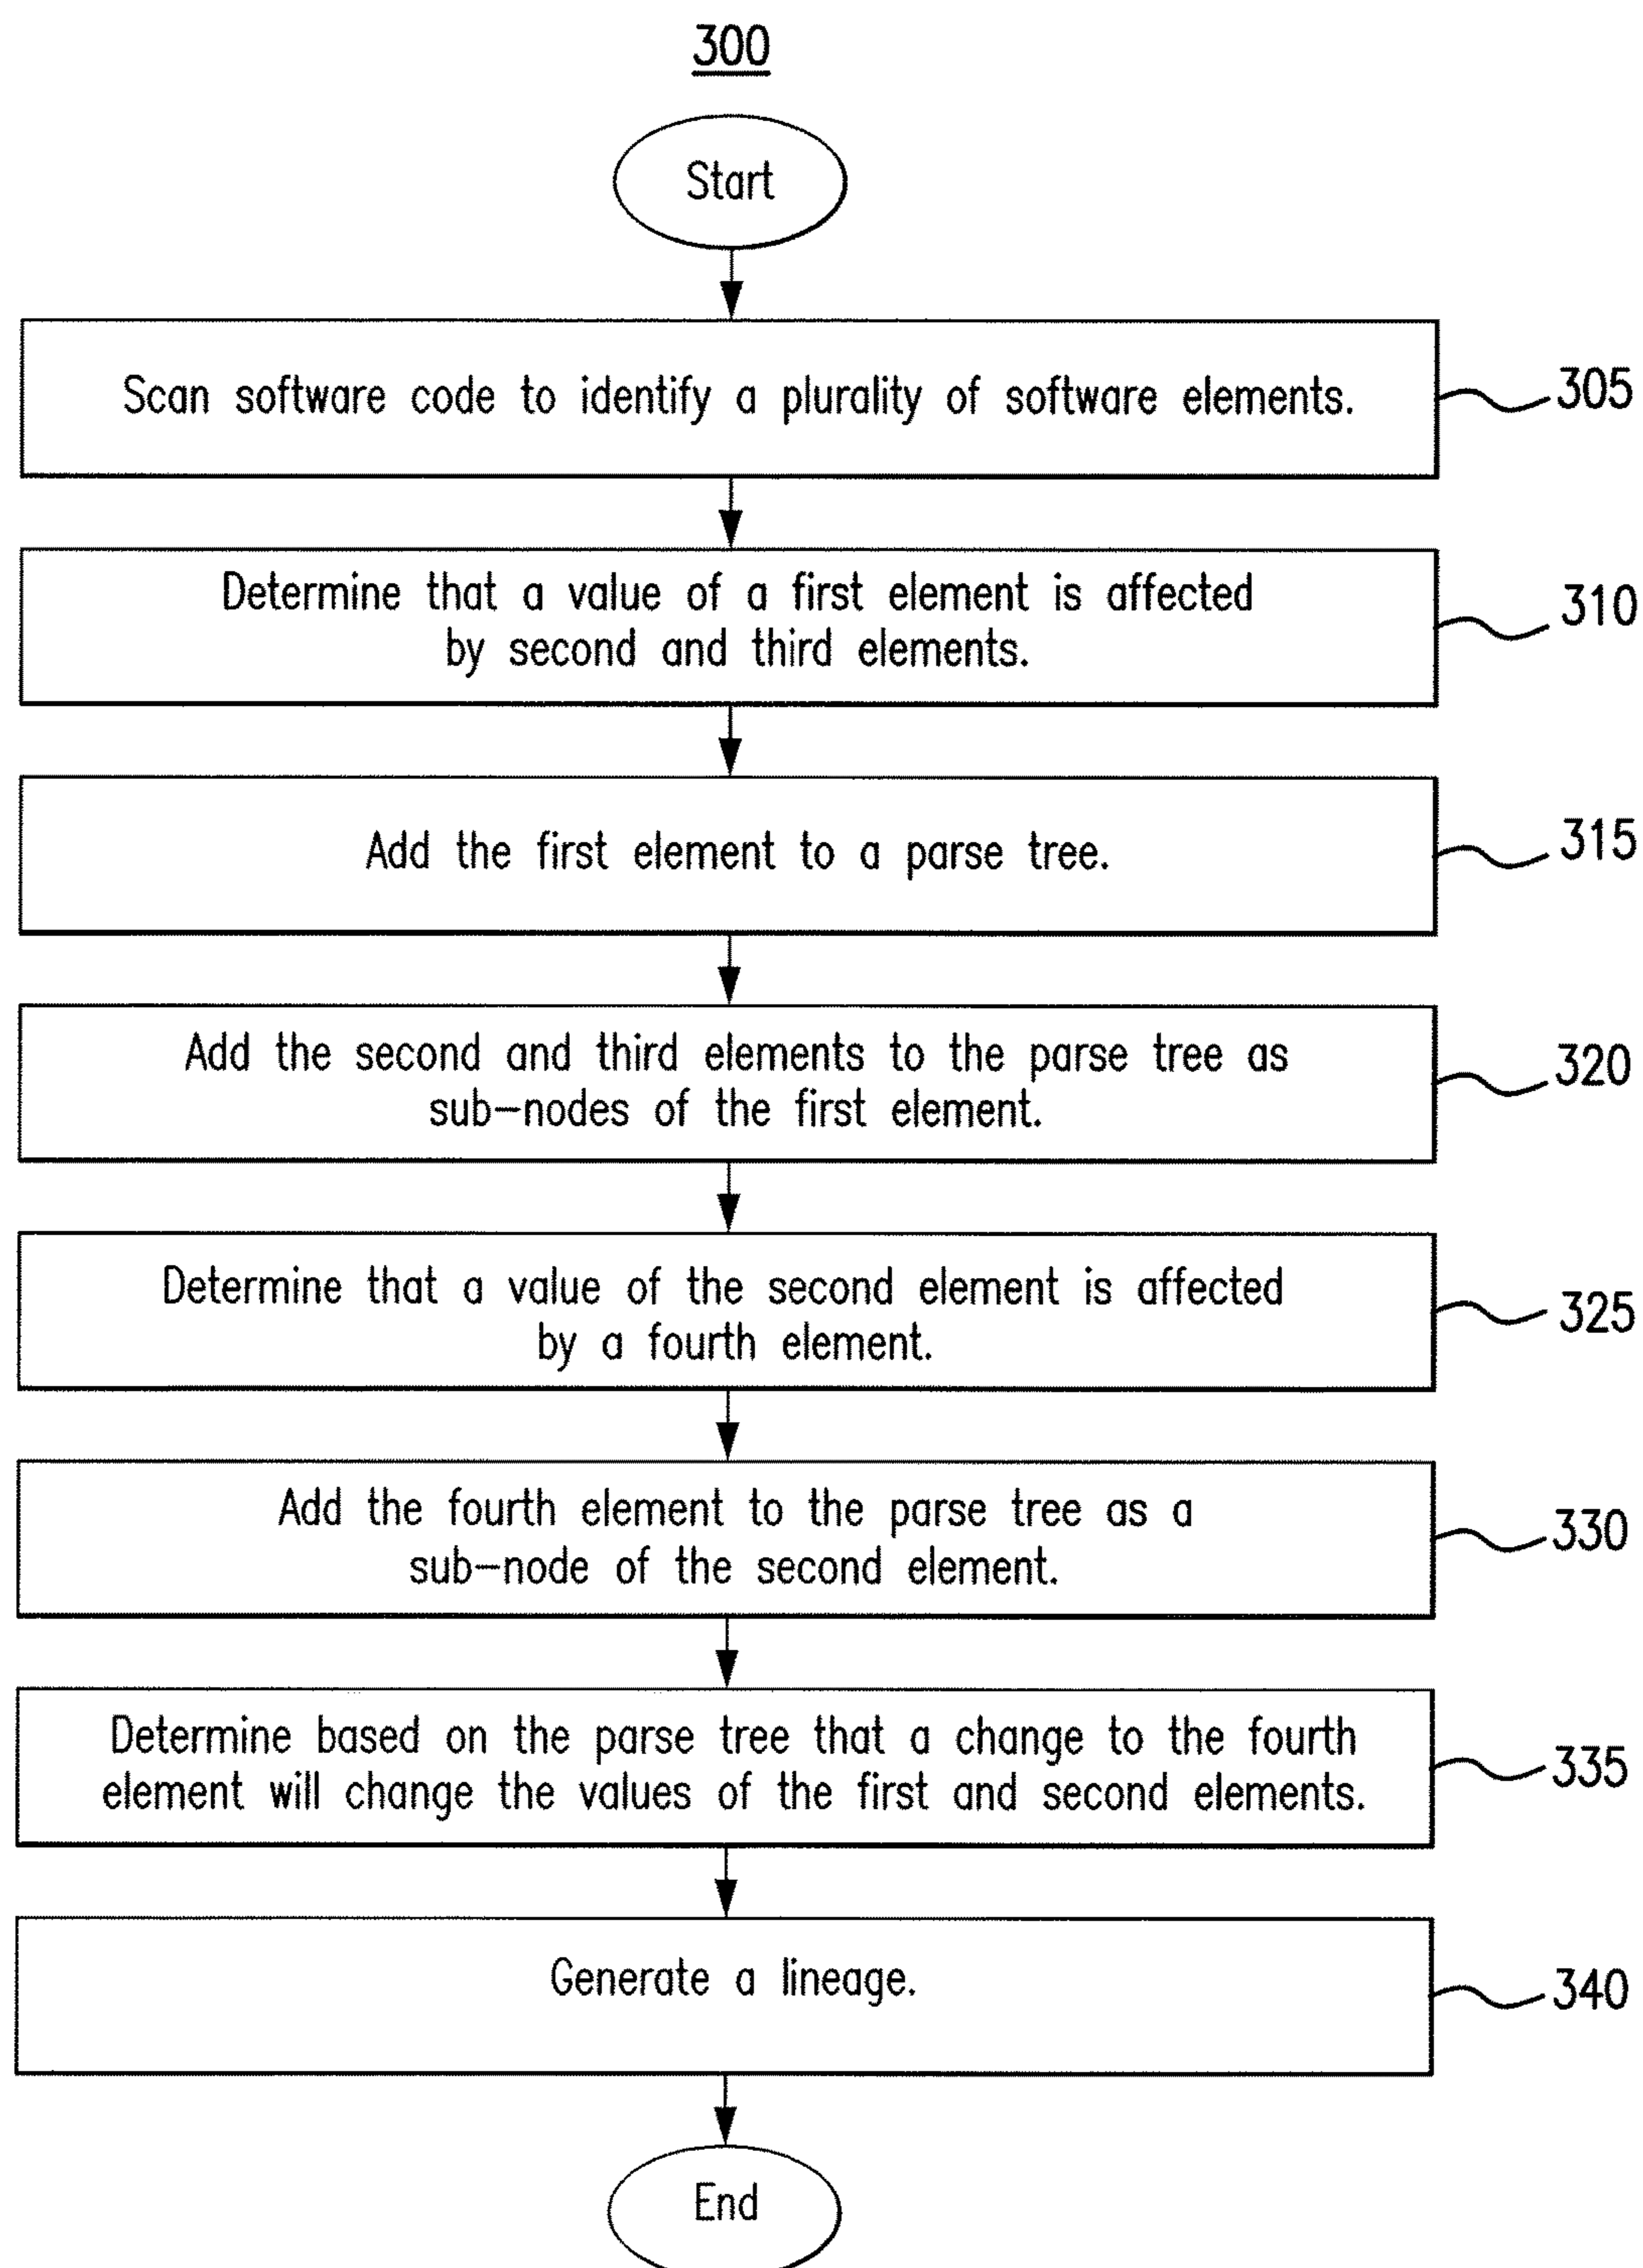 300
Start
Scan software code to identify a plurality of software elements.
305
Determine that a value of a first element is affected
by second and third elements.
310
Add the first element to a parse tree.
315
Add the second and third elements to the parse tree as
sub-nodes of the first element.
320
Determine that a value of the second element is affected
by a fourth element.
325
Add the fourth element to the parse tree as a
sub-node of the second element.
330
Determine based on the parse tree that a change to the fourth
element will change the values of the first and second elements.
335
Generate a lineage.
340
End